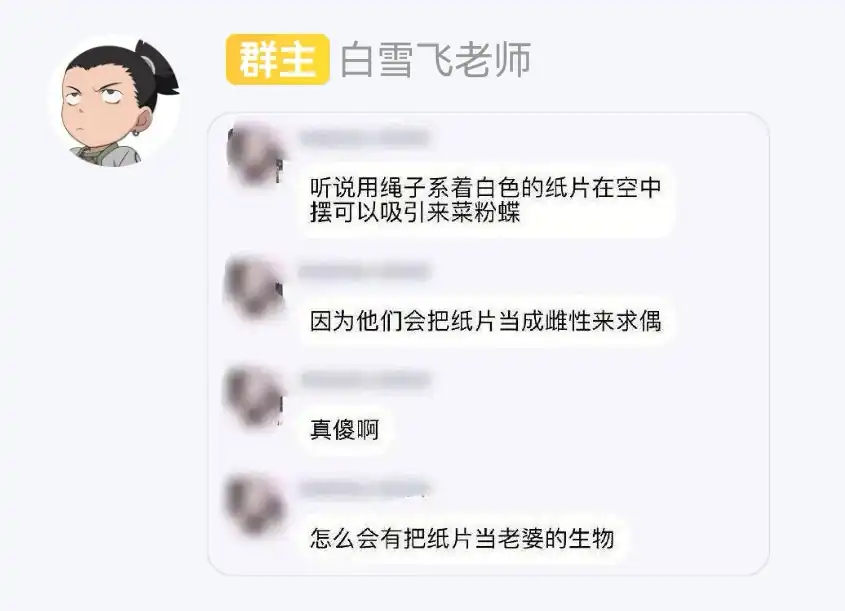 群主 白雪飞老师
听说用绳子系着白色的纸片在空中
摆可以吸引来菜粉蝶
因为他们会把纸片当成雌性来求偶
真傻啊
怎么会有把纸片当老婆的生物